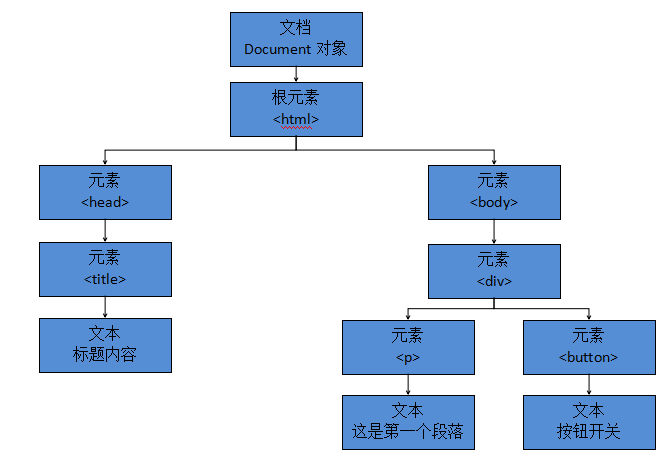 文档
Document 对象
根元素
<html>
元素
<head>
元素
<body>
元素
<title>
元素
<div>
文本
标题内容
元素
<p>
元素
<button>
文本
这是第一个段落
文本
按钮开关